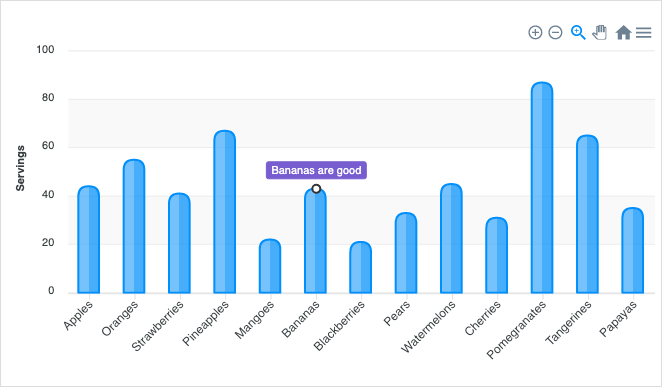 100
80
60
40
20
0
Servings
Bananas are good
Apples
Oranges
Strawberries
Pineapples
Mangoes
Bananas
Blackberries
Pears
Watermelons
Cherries
Pomegranates
Tangerines
Papayas